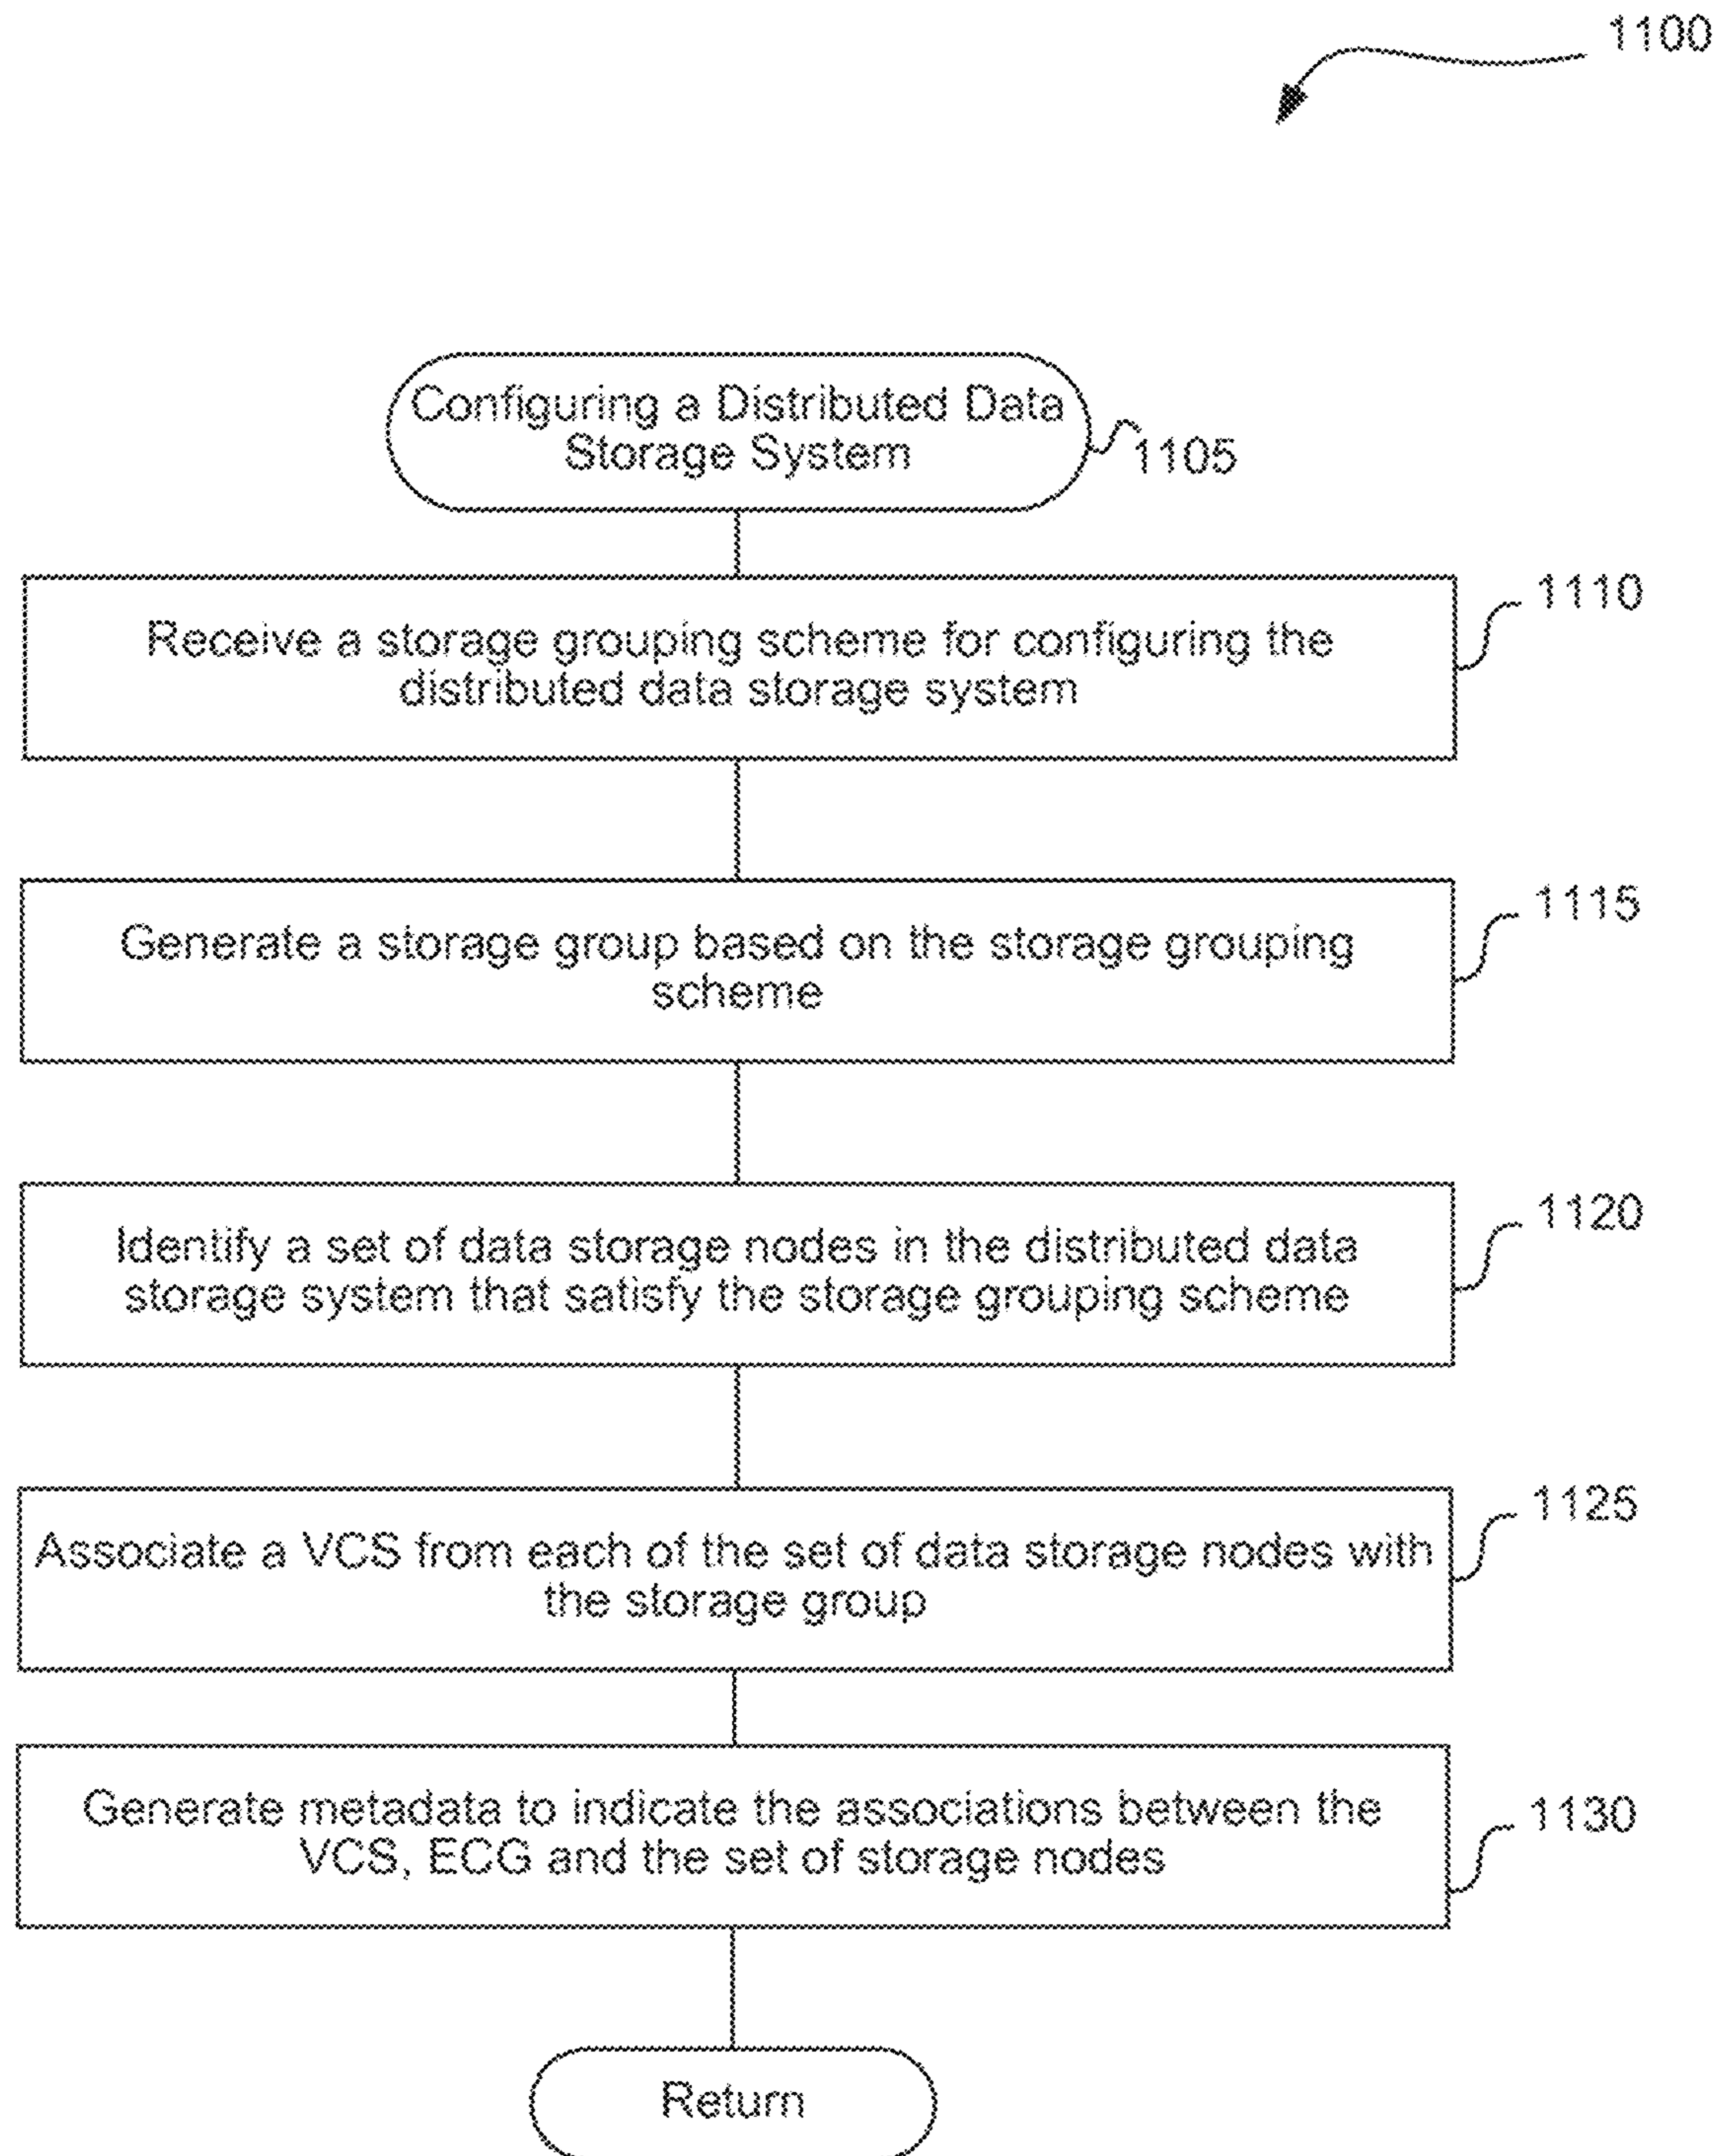 1100
Configuring a Distributed Data
Storage System
1105
1110
Receive a storage grouping scheme for configuring the
distributed data storage system
1115
Generate a storage group based on the storage grouping
scheme
1120
Identify a set of data storage nodes in the distributed data
storage system that satisfy the storage grouping scheme
1125
Associate a VCS from each of the set of data storage nodes with
the storage group
1130
Generate metadata to indicate the associations between the
VCS, ECG and the set of storage nodes
Return